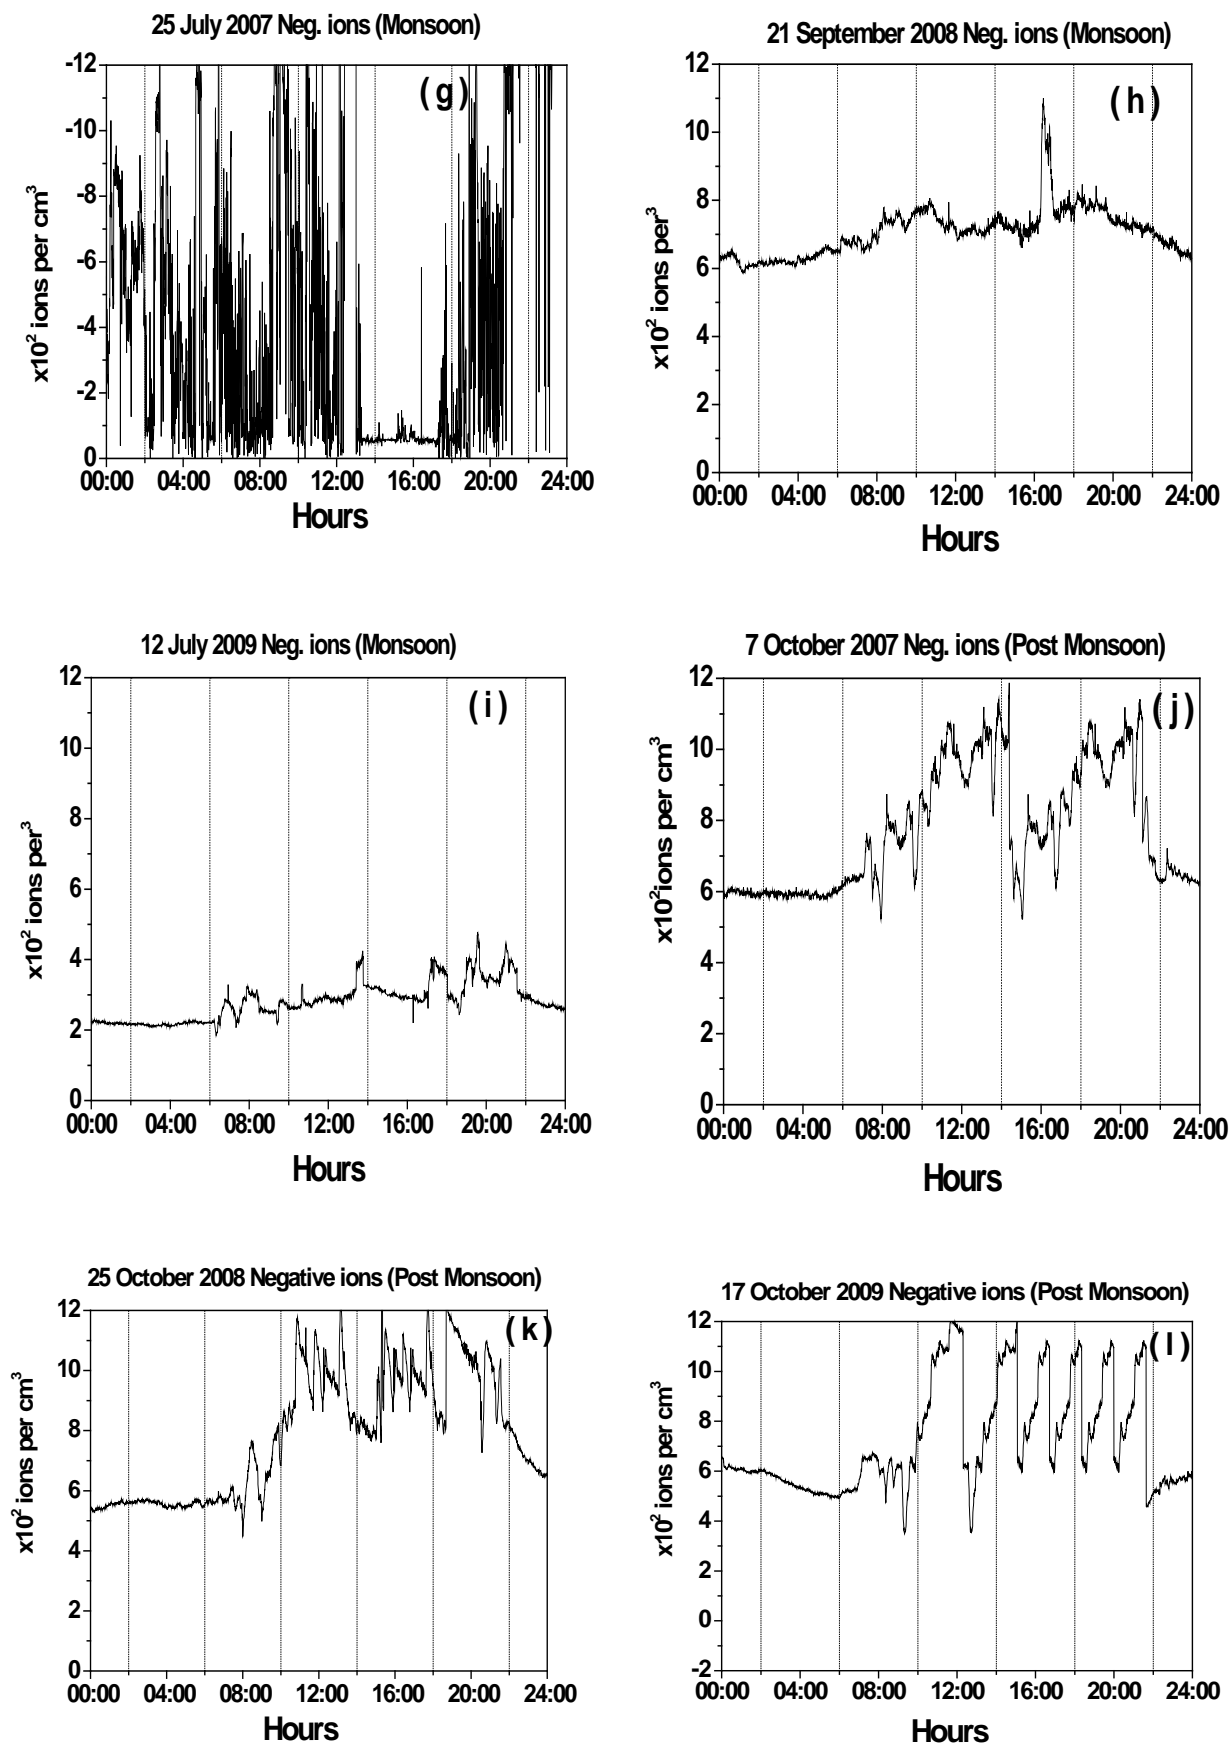 25 July 2007 Neg. ions (Monsoon)
(g)
x10² ions per cm³
-12
-10
-8
-6
-4
-2
0
00:00 04:00 08:00 12:00 16:00 20:00 24:00
Hours
21 September 2008 Neg. ions (Monsoon)
(h)
x10² ions per³
12
10
8
6
4
2
0
00:00 04:00 08:00 12:00 16:00 20:00 24:00
Hours
12 July 2009 Neg. ions (Monsoon)
(i)
x10² ions per³
12
10
8
6
4
2
0
00:00 04:00 08:00 12:00 16:00 20:00 24:00
Hours
7 October 2007 Neg. ions (Post Monsoon)
(j)
x10²ions per cm³
12
10
8
6
4
2
0
00:00 04:00 08:00 12:00 16:00 20:00 24:00
Hours
25 October 2008 Negative ions (Post Monsoon)
(k)
x10² ions per cm³
12
10
8
6
4
2
0
00:00 04:00 08:00 12:00 16:00 20:00 24:00
Hours
17 October 2009 Negative ions (Post Monsoon)
(l)
x10² ions per cm³
12
10
8
6
4
2
0
-2
00:00 04:00 08:00 12:00 16:00 20:00 24:00
Hours